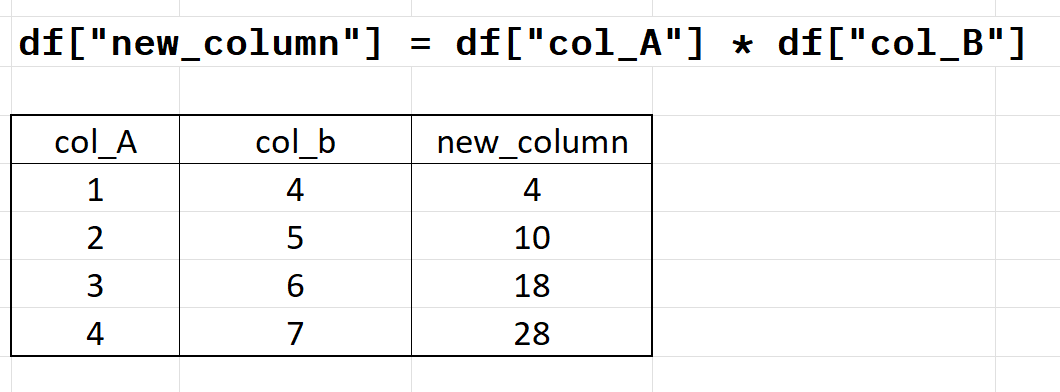 df["new_column"] = df["col_A"] * df["col_B"]
col_A col_b new_column
1 4 4
2 5 10
3 6 18
4 7 28